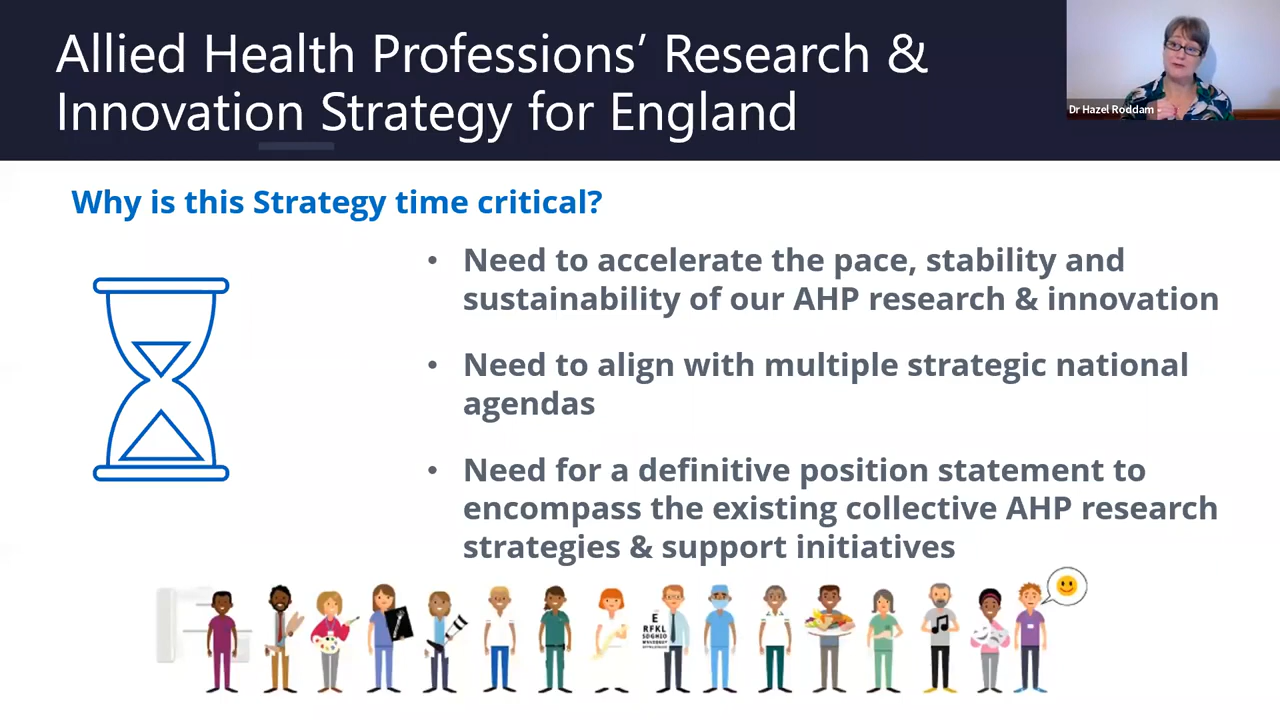 Allied Health Professions’ Research &
Innovation Strategy for England
Dr Hazel Roddam
Why is this Strategy time critical?
• Need to accelerate the pace, stability and
sustainability of our AHP research & innovation
• Need to align with multiple strategic national
agendas
• Need for a definitive position statement to
encompass the existing collective AHP research
strategies & support initiatives
E
RFKL